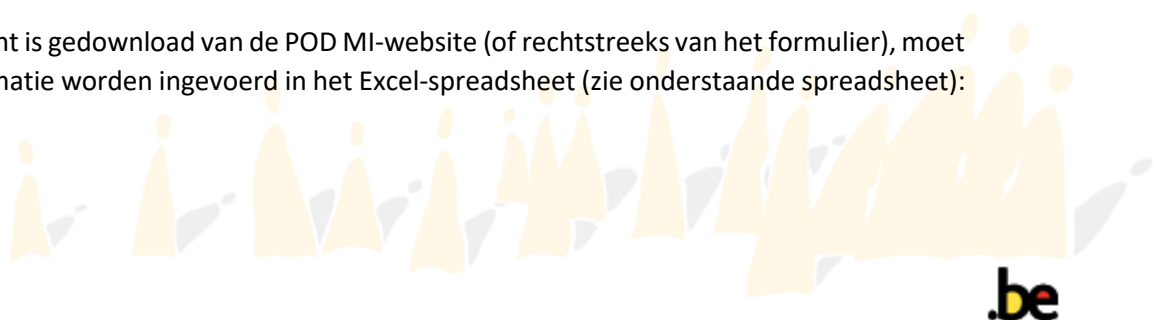 nt is gedownload van de POD MI-website (of rechtstreeks van het formulier), moet
matie worden ingevoerd in het Excel-spreadsheet (zie onderstaande spreadsheet):
.be